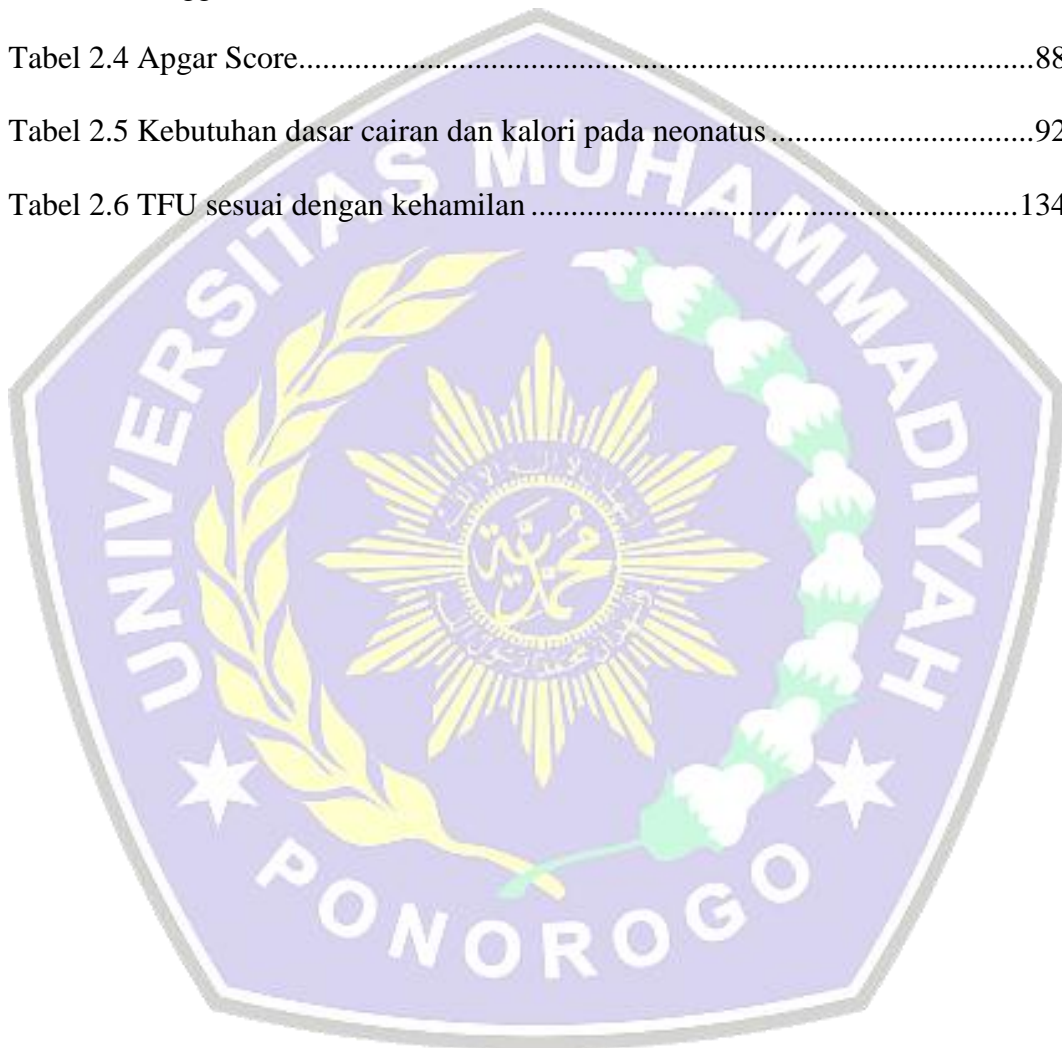 Tabel 2.4 Apgar Score............................................................................................88
Tabel 2.5 Kebutuhan dasar cairan dan kalori pada neonatus.................................92
Tabel 2.6 TFU sesuai dengan kehamilan.............................................................134
UNIVERSITAS MUHAMMADIYAH
محمدية
PONOROGO